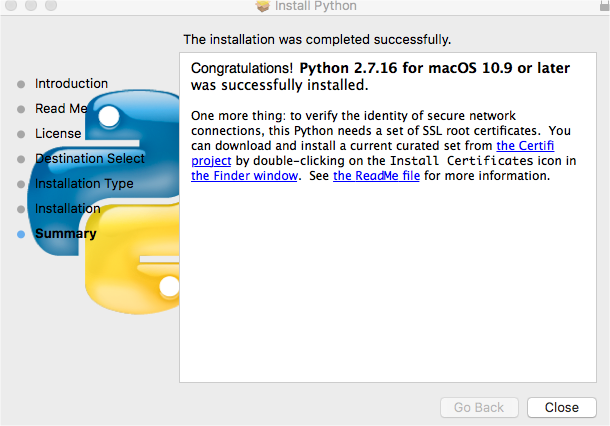 Install Python
The installation was completed successfully.
Introduction
Read Me
License
Destination Select
Installation Type
Installation
Summary
Congratulations! Python 2.7.16 for macOS 10.9 or later
was successfully installed.
One more thing: to verify the identity of secure network
connections, this Python needs a set of SSL root certificates. You
can download and install a current curated set from the Certifi
project by double-clicking on the Install Certificates icon in
the Finder window. See the ReadMe file for more information.
Go Back
Close